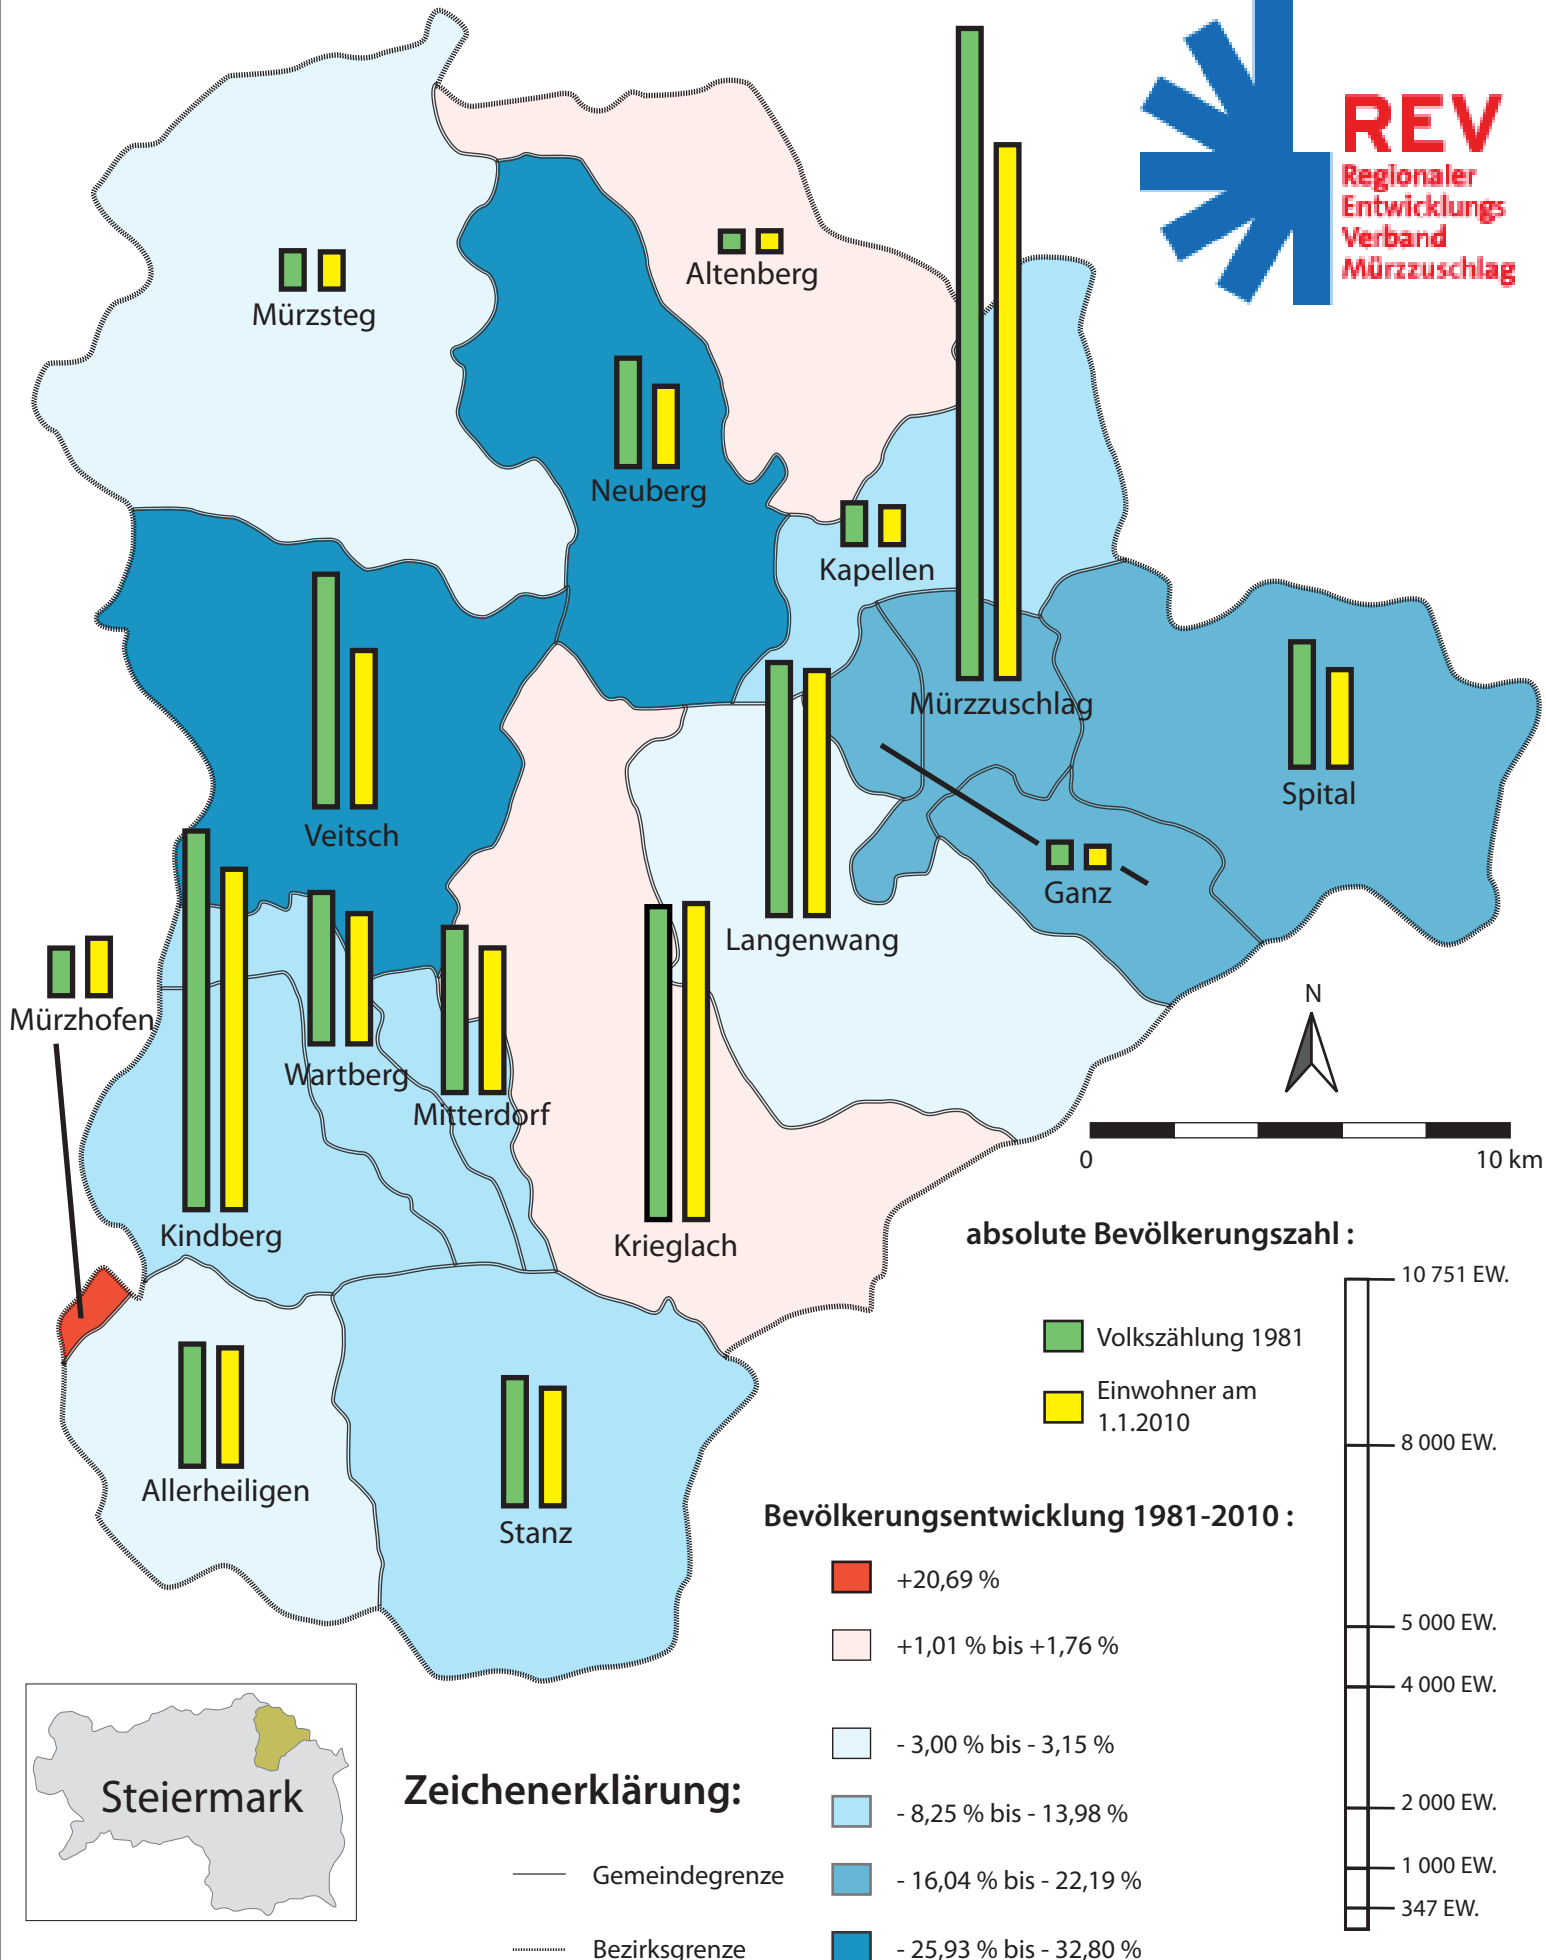 REV
Regionaler
Entwicklungs
Verband
Mürzzuschlag
Altenberg
Mürzsteg
Neuberg
Kapellen
Mürzzuschlag
Spital
Veitsch
Ganz
Langenwang
Mürzhofen
Wartberg
Mitterdorf
Kindberg
Krieglach
Allerheiligen
Stanz
N
0 10 km
absolute Bevölkerungszahl :
Volkszählung 1981
Einwohner am
1.1.2010
10 751 EW.
8 000 EW.
5 000 EW.
4 000 EW.
2 000 EW.
1 000 EW.
347 EW.
Bevölkerungsentwicklung 1981-2010 :
+20,69 %
+1,01 % bis +1,76 %
- 3,00 % bis - 3,15 %
- 8,25 % bis - 13,98 %
- 16,04 % bis - 22,19 %
- 25,93 % bis - 32,80 %
Zeichenerklärung:
Gemeindegrenze
Bezirksgrenze
Steiermark